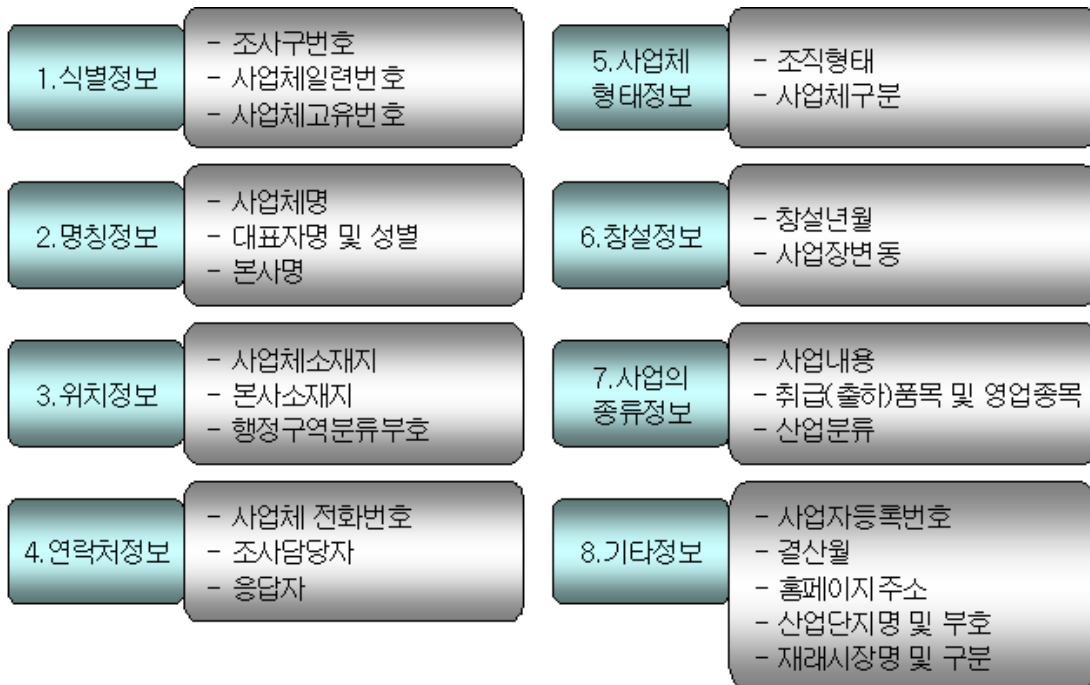 1.식별정보
- 조사구번호
- 사업체일련번호
- 사업체고유번호
2.명칭정보
- 사업체명
- 대표자명 및 성별
- 본사명
3.위치정보
- 사업체소재지
- 본사소재지
- 행정구역분류부호
4.연락처정보
- 사업체 전화번호
- 조사담당자
- 응답자
5.사업체
형태정보
- 조직형태
- 사업체구분
6.창설정보
- 창설년월
- 사업장변동
7.사업의
종류정보
- 사업내용
- 취급(출하)품목 및 영업종목
- 산업분류
8.기타정보
- 사업자등록번호
- 결산월
- 홈페이지주소
- 산업단지명 및 부호
- 재래시장명 및 구분